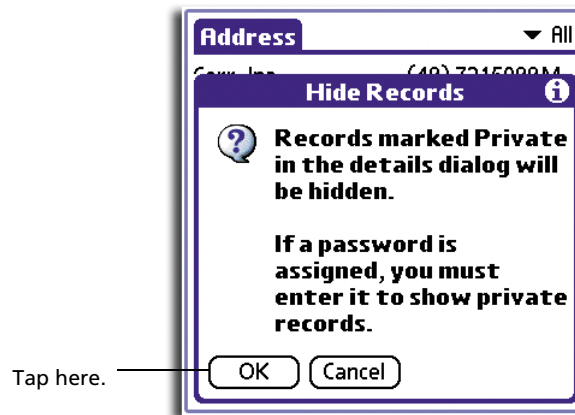 Address All
Hide Records
Records marked Private
in the details dialog will
be hidden.
If a password is
assigned, you must
enter it to show private
records.
Tap here.
OK Cancel